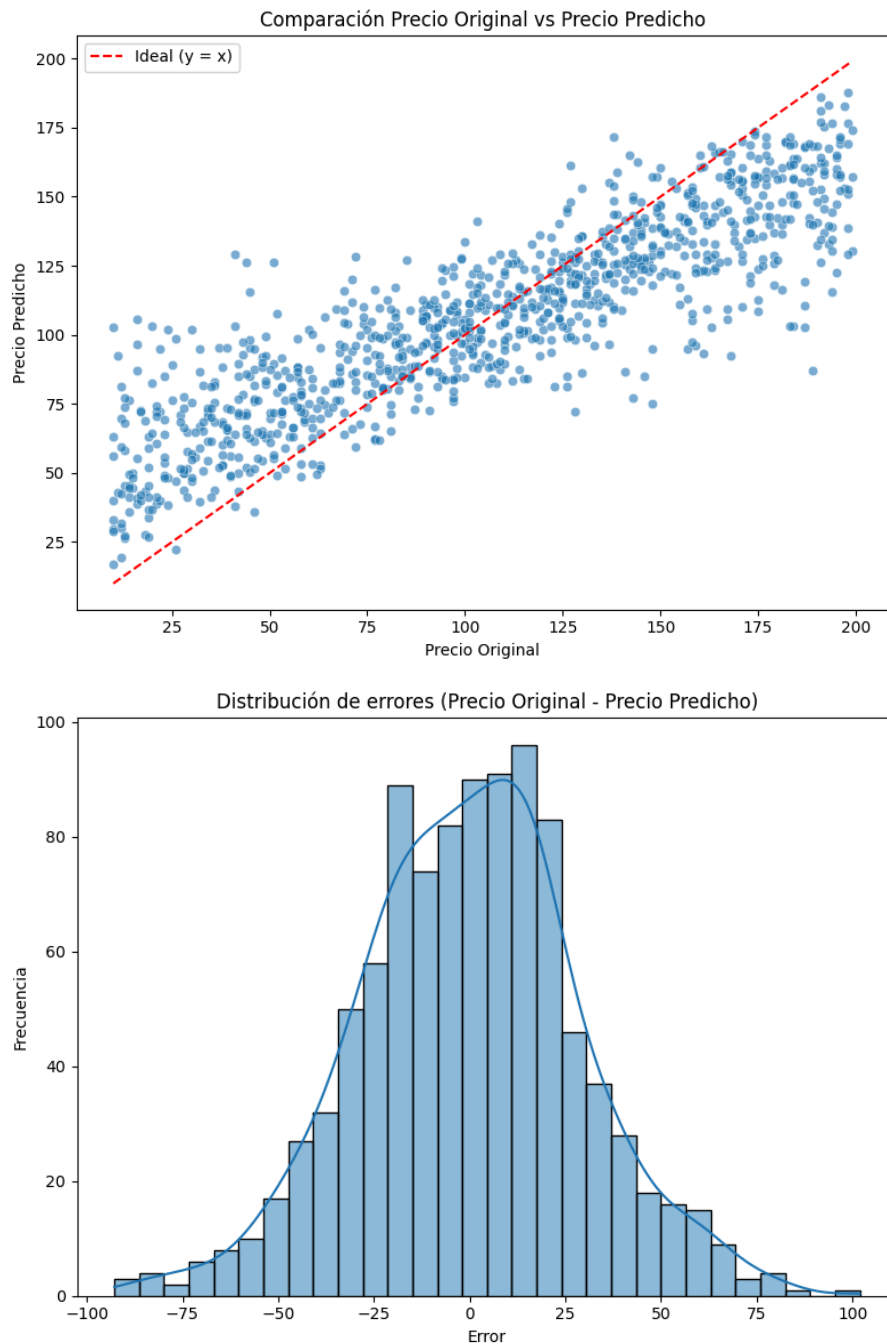 Comparación Precio Original vs Precio Predicho
Ideal (y = x)
200
175
150
125
100
75
50
25
Precio Predicho
25 50 75 100 125 150 175 200
Precio Original
Distribución de errores (Precio Original - Precio Predicho)
100
80
60
40
20
0
Frecuencia
−100 −75 −50 −25 0 25 50 75 100
Error